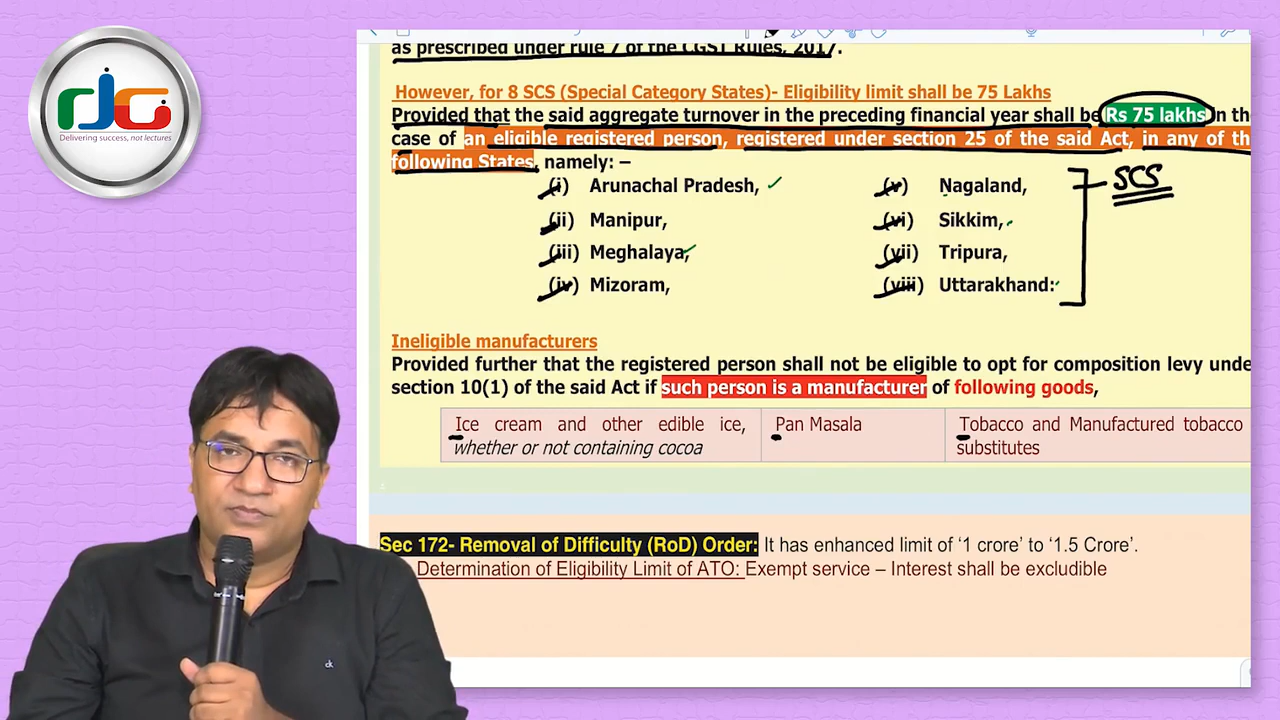 Delivering success, not lectures
as prescribed under rule 7 of the CGST Rules, 2017.
However, for 8 SCS (Special Category States)- Eligibility limit shall be 75 Lakhs
Provided that the said aggregate turnover in the preceding financial year shall be Rs 75 lakhs in the
case of an eligible registered person, registered under section 25 of the said Act, in any of th
following States, namely: –
(i) Arunachal Pradesh, (v) Nagaland, SCS
(ii) Manipur, (vi) Sikkim,
(iii) Meghalaya, (vii) Tripura,
(iv) Mizoram, (viii) Uttarakhand:
Ineligible manufacturers
Provided further that the registered person shall not be eligible to opt for composition levy unde
section 10(1) of the said Act if such person is a manufacturer of following goods,
Ice cream and other edible ice, Pan Masala Tobacco and Manufactured tobacco
whether or not containing cocoa substitutes
Sec 172- Removal of Difficulty (RoD) Order: It has enhanced limit of ‘1 crore’ to ‘1.5 Crore’.
Determination of Eligibility Limit of ATO: Exempt service – Interest shall be excludible